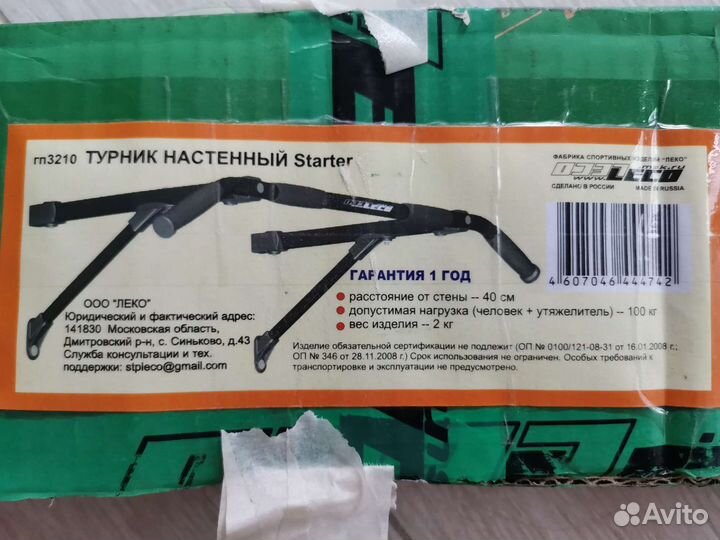 гп3210 ТУРНИК НАСТЕННЫЙ Starter
ФАБРИКА СПОРТИВНЫХ ИЗДЕЛИЙ "ЛЕКО"
LECO
СДЕЛАНО В РОССИИ MADE IN RUSSIA
LECO
4 607046 444742
ГАРАНТИЯ 1 ГОД
расстояние от стены -- 40 см
допустимая нагрузка (человек + утяжелитель) -- 100 кг
вес изделия -- 2 кг
ООО "ЛЕКО"
Юридический и фактический адрес:
141830 Московская область,
Дмитровский р-н, с. Синьково, д.43
Служба консультации и тех.
поддержки: stpleco@gmail.com
Изделие обязательной сертификации не подлежит (ОП № 0100/121-08-31 от 16.01.2008 г.;
ОП № 346 от 28.11.2008 г.) Срок использования не ограничен. Особых требований к
транспортировке и эксплуатации не предусмотрено.
Avito